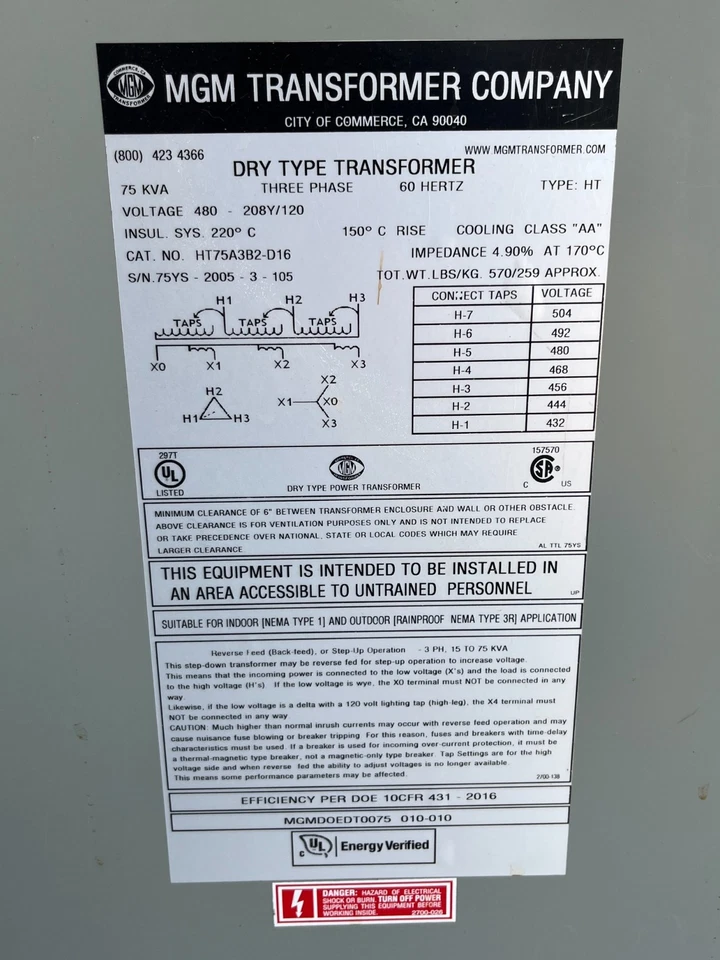 COMMERCE, CA
MGM
TRANSFORMER
MGM TRANSFORMER COMPANY
CITY OF COMMERCE, CA 90040
(800) 423 4366
WWW.MGMTRANSFORMER.COM
DRY TYPE TRANSFORMER
75 KVA THREE PHASE 60 HERTZ TYPE: HT
VOLTAGE 480 - 208Y/120
INSUL. SYS. 220° C 150° C RISE COOLING CLASS "AA"
CAT. NO. HT75A3B2-D16 IMPEDANCE 4.90% AT 170°C
S/N.75YS - 2005 - 3 - 105 TOT.WT.LBS/KG. 570/259 APPROX.
H1 H2 H3
TAPS TAPS TAPS
X0 X1 X2 X3
H2
H1 H3
X2
X1 X0
X3
CONNECT TAPS VOLTAGE
H-7 504
H-6 492
H-5 480
H-4 468
H-3 456
H-2 444
H-1 432
297T
UL
LISTED
MGM
DRY TYPE POWER TRANSFORMER
157570
SA ®
C US
MINIMUM CLEARANCE OF 6" BETWEEN TRANSFORMER ENCLOSURE AND WALL OR OTHER OBSTACLE.
ABOVE CLEARANCE IS FOR VENTILATION PURPOSES ONLY AND IS NOT INTENDED TO REPLACE
OR TAKE PRECEDENCE OVER NATIONAL, STATE OR LOCAL CODES WHICH MAY REQUIRE
LARGER CLEARANCE AL TTL 75YS
THIS EQUIPMENT IS INTENDED TO BE INSTALLED IN
AN AREA ACCESSIBLE TO UNTRAINED PERSONNEL UP
SUITABLE FOR INDOOR [NEMA TYPE 1] AND OUTDOOR [RAINPROOF NEMA TYPE 3R] APPLICATION
Reverse Feed (Back-feed), or Step-Up Operation - 3 PH, 15 TO 75 KVA
This step-down transformer may be reverse fed for step-up operation to increase voltage.
This means that the incoming power is connected to the low voltage (X's) and the load is connected
to the high voltage (H's). If the low voltage is wye, the X0 terminal must NOT be connected in any
way.
Likewise, if the low voltage is a delta with a 120 volt lighting tap (high-leg), the X4 terminal must
NOT be connected in any way
CAUTION: Much higher than normal inrush currents may occur with reverse feed operation and may
cause nuisance fuse blowing or breaker tripping. For this reason, fuses and breakers with time-delay
characteristics must be used. If a breaker is used for incoming over-current protection, it must be
a thermal-magnetic type breaker, not a magnetic-only type breaker. Tap Settings are for the high
voltage side and when reverse fed the ability to adjust voltages is no longer available.
This means some performance parameters may be affected. 2700-138
EFFICIENCY PER DOE 10CFR 431 - 2016
MGMDOEDT0075 010-010
C UL Energy Verified
DANGER: HAZARD OF ELECTRICAL
SHOCK OR BURN. TURN OFF POWER
SUPPLYING THIS EQUIPMENT BEFORE
WORKING INSIDE. 2700-026